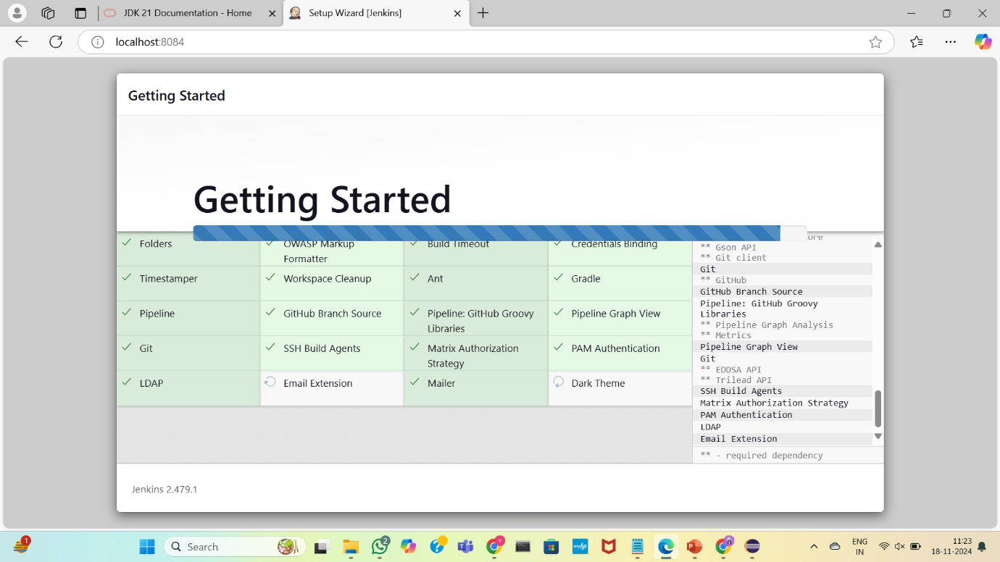 JDK 21 Documentation - Home
Setup Wizard [Jenkins]
localhost:8084
Getting Started
Getting Started
Folders
OWASP Markup
Formatter
Build Timeout
Credentials Binding
Timestamper
Workspace Cleanup
Ant
Gradle
Pipeline
GitHub Branch Source
Pipeline: GitHub Groovy
Libraries
Pipeline Graph View
Git
SSH Build Agents
Matrix Authorization
Strategy
PAM Authentication
LDAP
Email Extension
Mailer
Dark Theme
** Gson API
** Git client
Git
** GitHub
GitHub Branch Source
Pipeline: GitHub Groovy
Libraries
** Pipeline Graph Analysis
** Metrics
Pipeline Graph View
Git
** EDDSA API
** Trilead API
SSH Build Agents
Matrix Authorization Strategy
PAM Authentication
LDAP
Email Extension
** - required dependency
Jenkins 2.479.1
1
Search
2
myhp
V
ENG
IN
11:23
18-11-2024